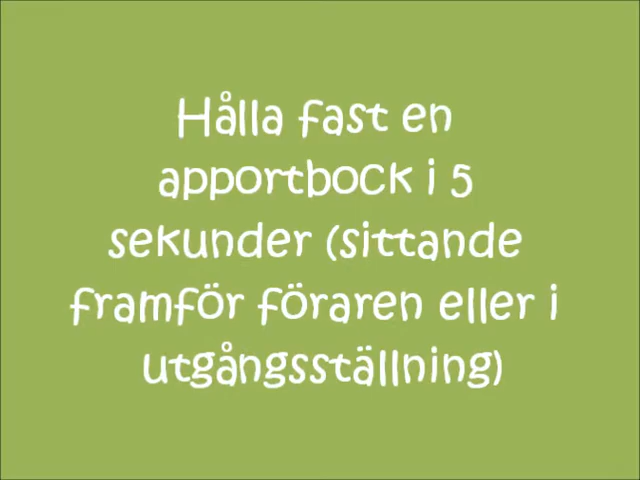 Hålla fast en
apportbock i 5
sekunder (sittande
framför föraren eller i
utgångsställning)